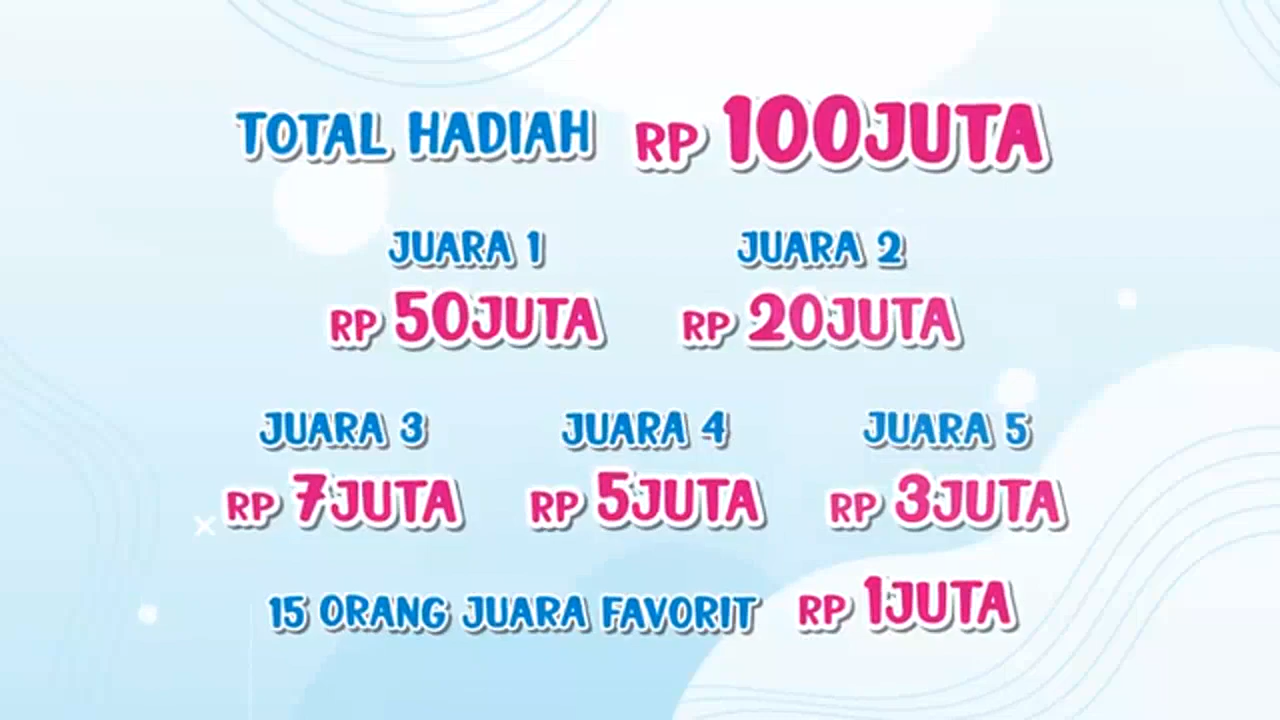 TOTAL HADIAH RP 100JUTA
JUARA 1 JUARA 2
RP 50JUTA RP 20JUTA
JUARA 3 JUARA 4 JUARA 5
RP 7JUTA RP 5JUTA RP 3JUTA
15 ORANG JUARA FAVORIT RP 1JUTA